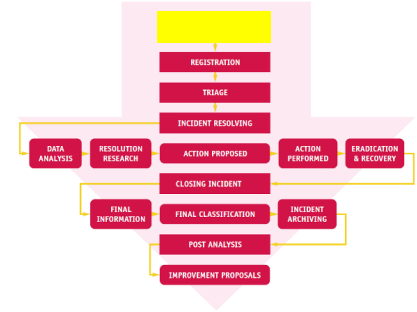 REGISTRATION
TRIAGE
INCIDENT RESOLVING
DATA
ANALYSIS
RESOLUTION
RESEARCH
ACTION PROPOSED
ACTION
PERFORMED
ERADICATION
& RECOVERY
CLOSING INCIDENT
FINAL
INFORMATION
FINAL CLASSIFICATION
INCIDENT
ARCHIVING
POST ANALYSIS
IMPROVEMENT PROPOSALS